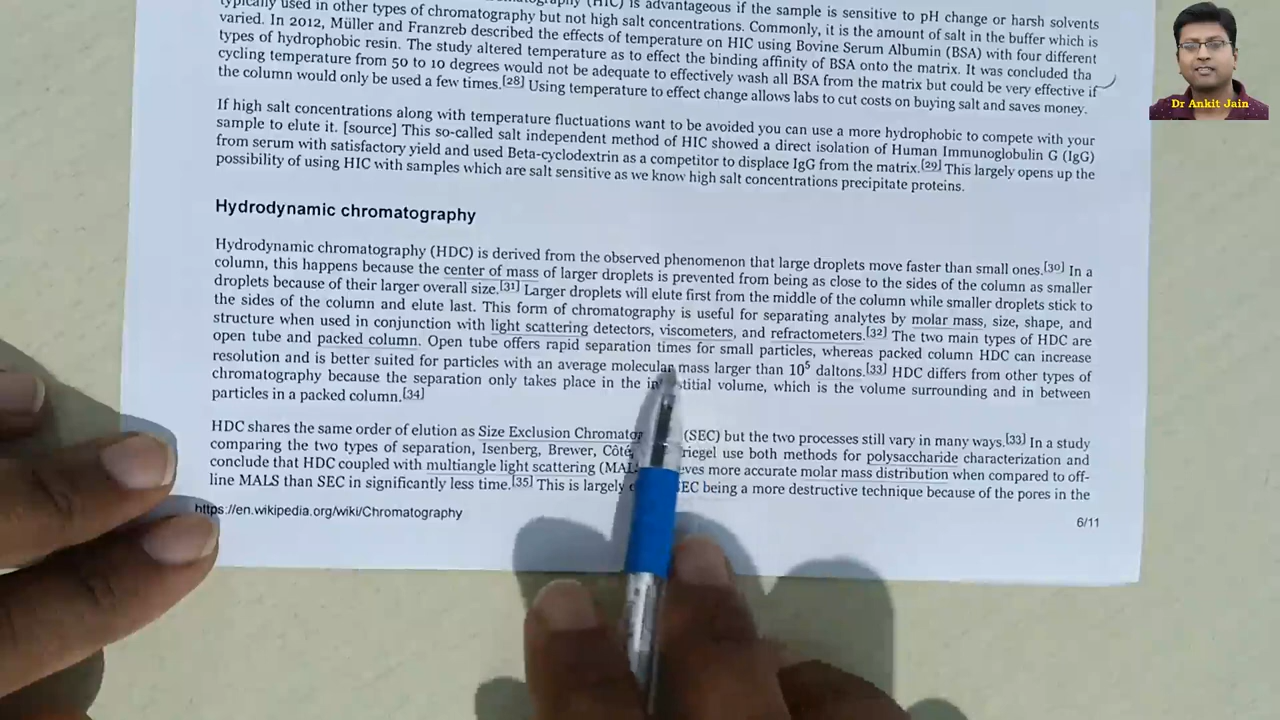 (HIC) is advantageous if the sample is sensitive to pH change or harsh solvents
typically used in other types of chromatography but not high salt concentrations. Commonly, it is the amount of salt in the buffer which is
varied. In 2012, Müller and Franzreb described the effects of temperature on HIC using Bovine Serum Albumin (BSA) with four different
types of hydrophobic resin. The study altered temperature as to effect the binding affinity of BSA onto the matrix. It was concluded tha
cycling temperature from 50 to 10 degrees would not be adequate to effectively wash all BSA from the matrix but could be very effective if
the column would only be used a few times.[28] Using temperature to effect change allows labs to cut costs on buying salt and saves money.
If high salt concentrations along with temperature fluctuations want to be avoided you can use a more hydrophobic to compete with your
sample to elute it. [source] This so-called salt independent method of HIC showed a direct isolation of Human Immunoglobulin G (IgG)
from serum with satisfactory yield and used Beta-cyclodextrin as a competitor to displace IgG from the matrix.[29] This largely opens up the
possibility of using HIC with samples which are salt sensitive as we know high salt concentrations precipitate proteins.
Hydrodynamic chromatography
Hydrodynamic chromatography (HDC) is derived from the observed phenomenon that large droplets move faster than small ones.[30] In a
column, this happens because the center of mass of larger droplets is prevented from being as close to the sides of the column as smaller
droplets because of their larger overall size.[31] Larger droplets will elute first from the middle of the column while smaller droplets stick to
the sides of the column and elute last. This form of chromatography is useful for separating analytes by molar mass, size, shape, and
structure when used in conjunction with light scattering detectors, viscometers, and refractometers.[32] The two main types of HDC are
open tube and packed column. Open tube offers rapid separation times for small particles, whereas packed column HDC can increase
resolution and is better suited for particles with an average molecular mass larger than 10⁵ daltons.[33] HDC differs from other types of
chromatography because the separation only takes place in the stitial volume, which is the volume surrounding and in between
particles in a packed column.[34]
HDC shares the same order of elution as Size Exclusion Chromato (SEC) but the two processes still vary in many ways.[33] In a study
comparing the two types of separation, Isenberg, Brewer, Côté, riegel use both methods for polysaccharide characterization and
conclude that HDC coupled with multiangle light scattering (MAL eves more accurate molar mass distribution when compared to off-
line MALS than SEC in significantly less time.[35] This is largely SEC being a more destructive technique because of the pores in the
https://en.wikipedia.org/wiki/Chromatography
6/11
Dr Ankit Jain